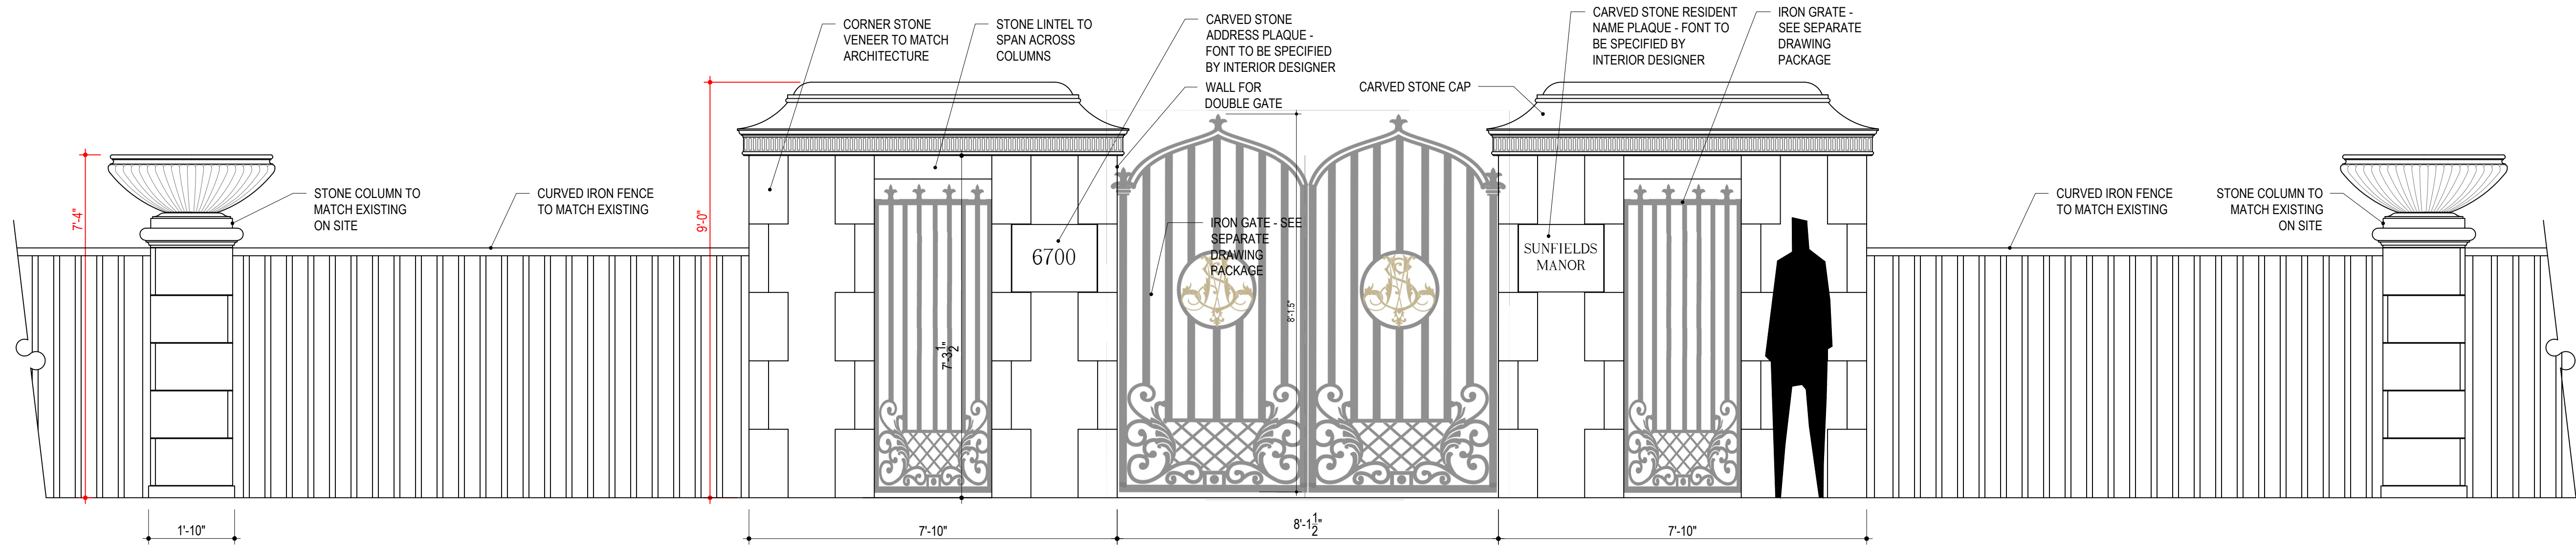 CORNER STONE
VENEER TO MATCH
ARCHITECTURE
STONE LINTEL TO
SPAN ACROSS
COLUMNS
CARVED STONE
ADDRESS PLAQUE -
FONT TO BE SPECIFIED
BY INTERIOR DESIGNER
WALL FOR
DOUBLE GATE
CARVED STONE CAP
CARVED STONE RESIDENT
NAME PLAQUE - FONT TO
BE SPECIFIED BY
INTERIOR DESIGNER
IRON GRATE -
SEE SEPARATE
DRAWING
PACKAGE
7'-4"
STONE COLUMN TO
MATCH EXISTING
ON SITE
CURVED IRON FENCE
TO MATCH EXISTING
9'-0"
6700
IRON GATE - SEE
SEPARATE
DRAWING
PACKAGE
8'-1.5"
7'-3 1/2"
SUNFIELDS
MANOR
CURVED IRON FENCE
TO MATCH EXISTING
STONE COLUMN TO
MATCH EXISTING
ON SITE
1'-10"
7'-10"
8'-1 1/2"
7'-10"